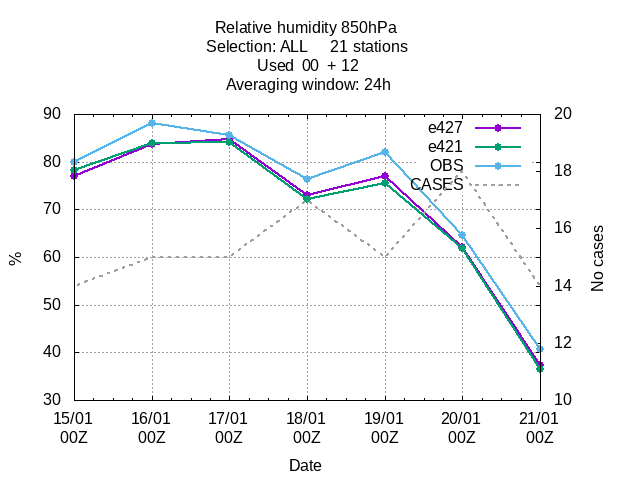 Relative humidity 850hPa
Selection: ALL     21 stations
Used  00  + 12
Averaging window: 24h
90
80
70
60
50
40
30
%
20
18
16
14
12
10
No cases
e427
e421
OBS
CASES
15/01 16/01 17/01 18/01 19/01 20/01 21/01
00Z 00Z 00Z 00Z 00Z 00Z 00Z
Date